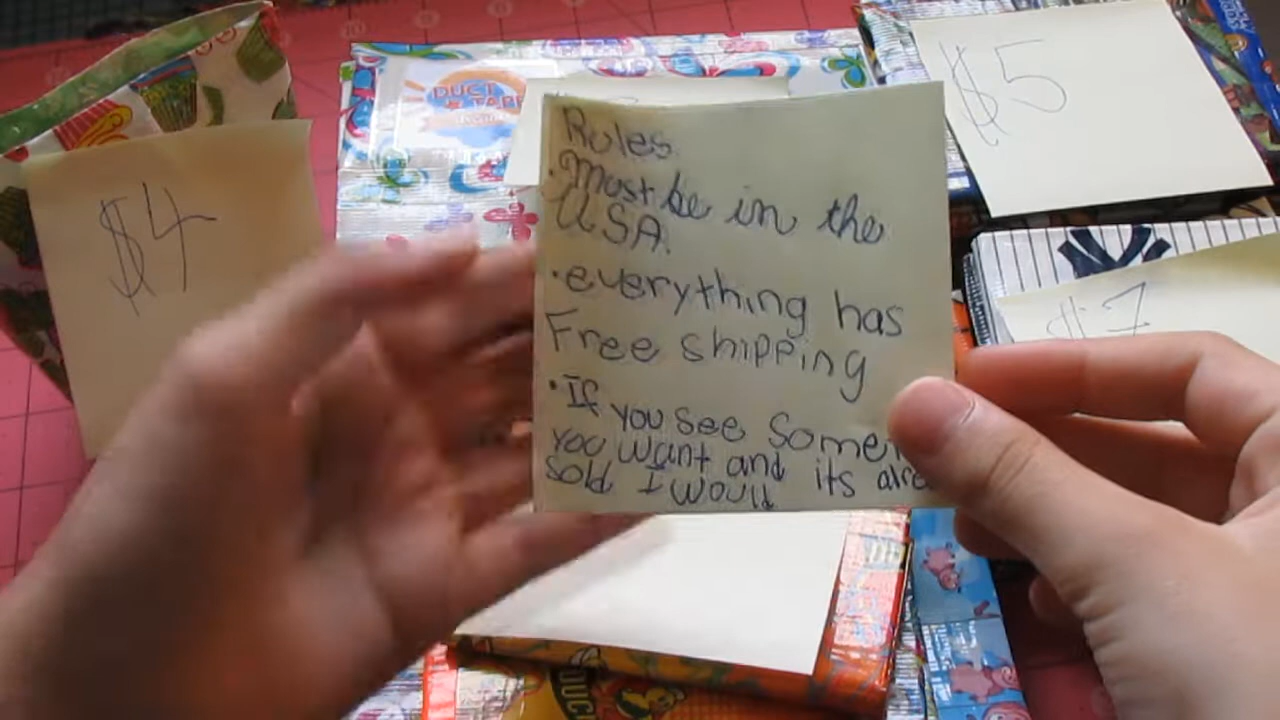 $4
DUCT
TAPE
$5
Rules
• Must be in the
USA.
• everything has
Free shipping
• If you see
you want and its
sold I would
$7
DUCK